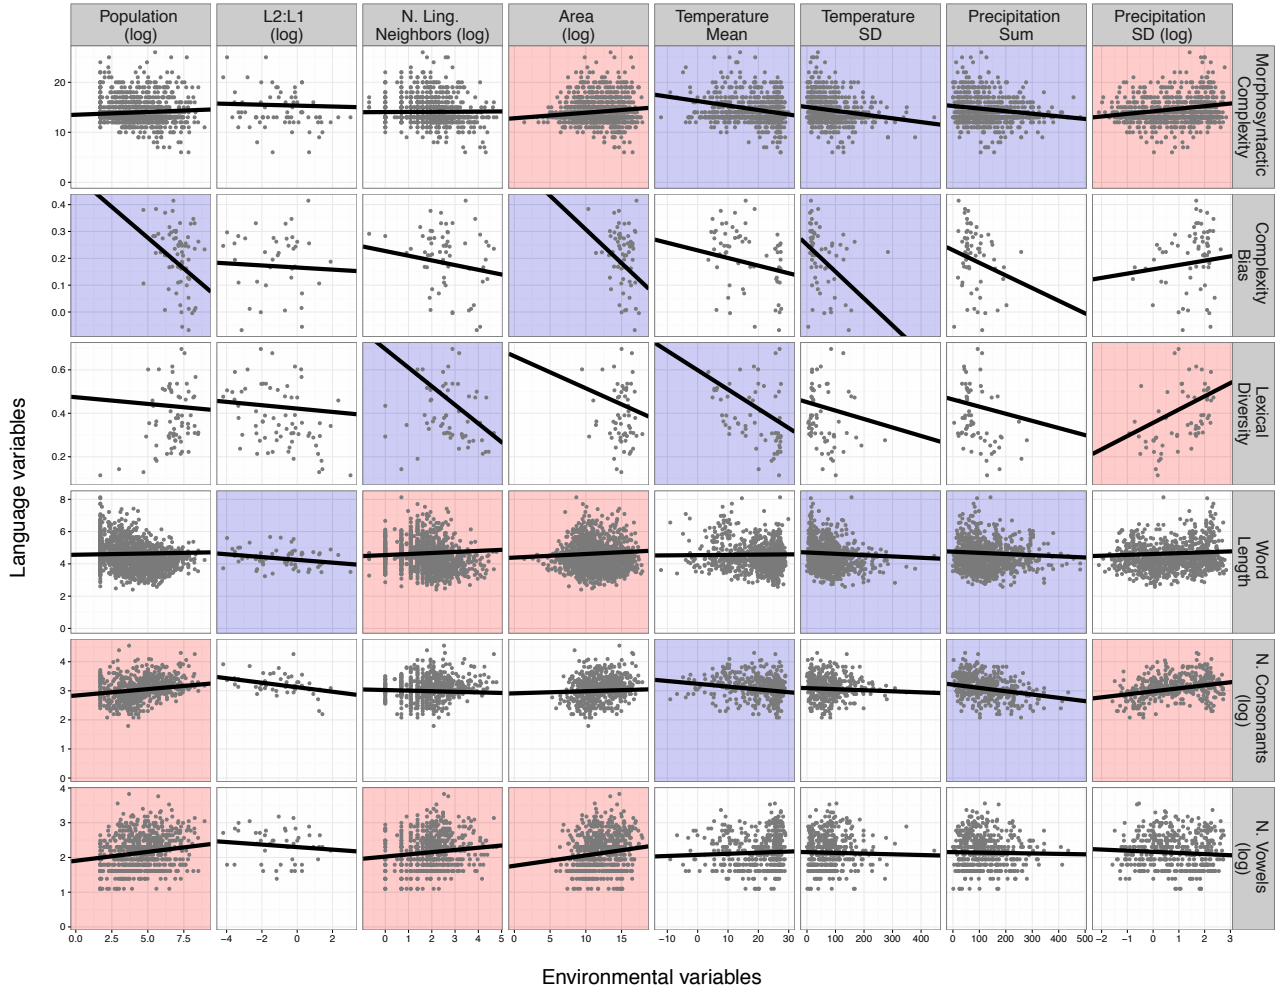 Population
(log)
L2:L1
(log)
N. Ling.
Neighbors (log)
Area
(log)
Temperature
Mean
Temperature
SD
Precipitation
Sum
Precipitation
SD (log)
Morphosyntactic
Complexity
20
10
0
Complexity
Bias
0.4
0.3
0.2
0.1
0.0
Lexical
Diversity
0.6
0.4
0.2
Language variables
Word
Length
8
6
4
2
0
N. Consonants
(log)
4
3
2
1
0
N. Vowels
(log)
4
3
2
1
0
0.0 2.5 5.0 7.5
−4 −2 0 2
0 1 2 3 4 5
0 5 10 15
−10 0 10 20 30
0 100 200 300 400
0 100 200 300 400 500
−2 −1 0 1 2 3
Environmental variables